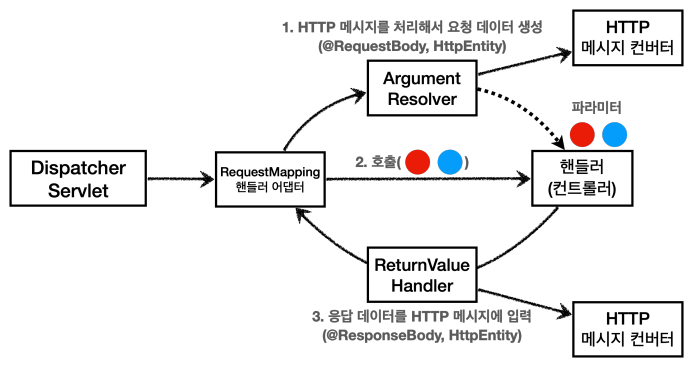 1. HTTP 메시지를 처리해서 요청 데이터 생성
(@RequestBody, HttpEntity)
HTTP
메시지 컨버터
Argument
Resolver
파라미터
Dispatcher
Servlet
RequestMapping
핸들러 어댑터
2. 호출( )
핸들러
(컨트롤러)
ReturnValue
Handler
3. 응답 데이터를 HTTP 메시지에 입력
(@ResponseBody, HttpEntity)
HTTP
메시지 컨버터